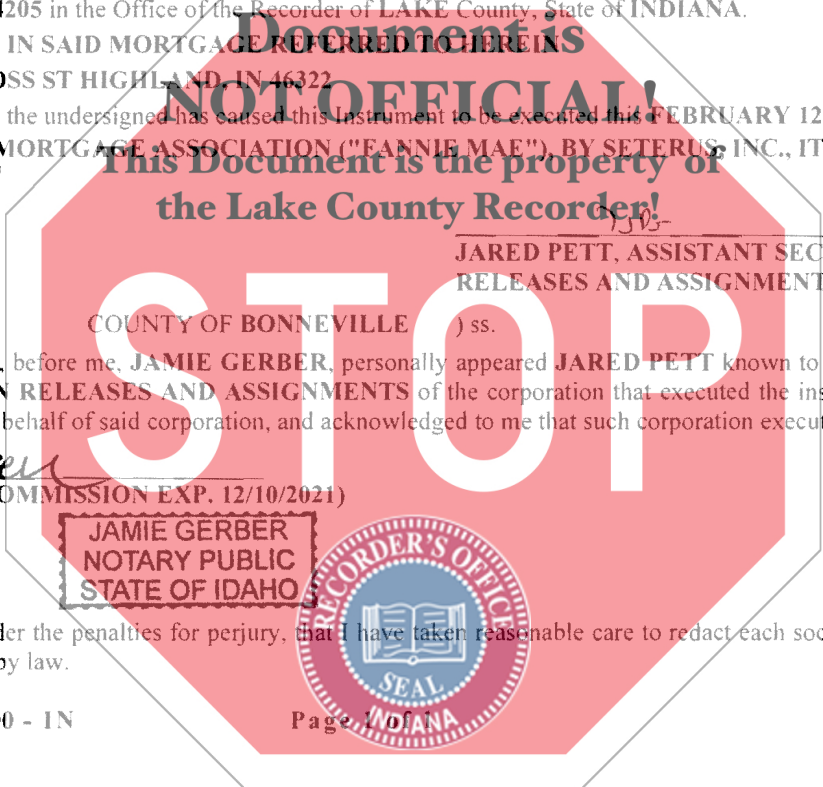 4205 in the Office of the Recorder of LAKE County, State of INDIANA.
Document is
IN SAID MORTGAGE REFERRED TO HEREIN
OSS ST HIGHLAND, IN 46322
NOT OFFICIAL!
the undersigned has caused this Instrument to be executed this FEBRUARY 12
MORTGAGE ASSOCIATION ("FANNIE MAE"), BY SETERUS, INC., IT
This Document is the property of
the Lake County Recorder!
JARED PETT, ASSISTANT SEC
RELEASES AND ASSIGNMENT
STOP
COUNTY OF BONNEVILLE ) ss.
, before me, JAMIE GERBER, personally appeared JARED PETT known to
N RELEASES AND ASSIGNMENTS of the corporation that executed the ins
behalf of said corporation, and acknowledged to me that such corporation execut
OMMISSION EXP. 12/10/2021)
JAMIE GERBER
NOTARY PUBLIC
STATE OF IDAHO
RECORDER'S OFFICE
SEAL
INDIANA
der the penalties for perjury, that I have taken reasonable care to redact each soc
by law.
0 - IN Page 1 of 1